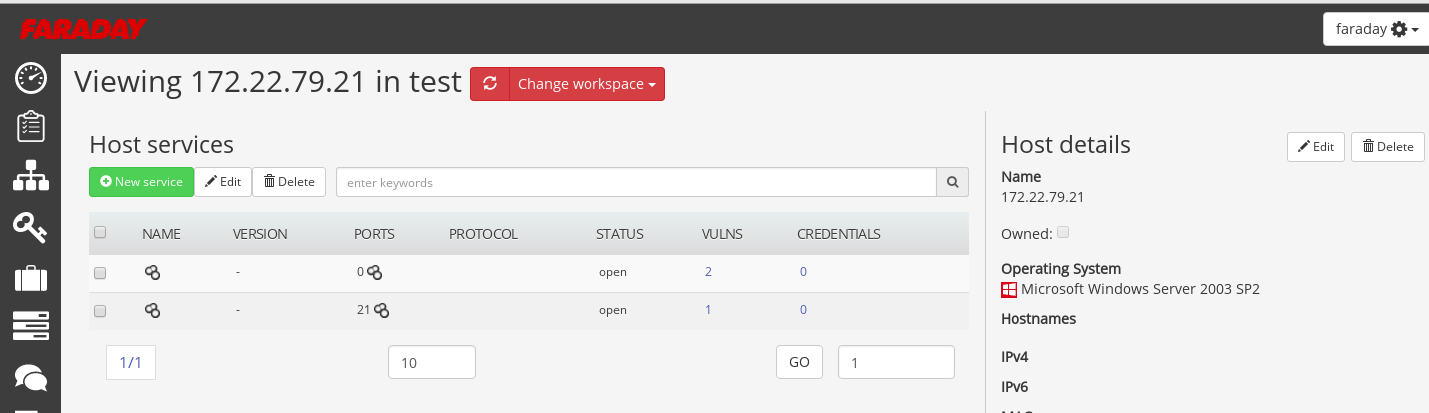 FARADAY
faraday
Viewing 172.22.79.21 in test
Change workspace
Host services
New service Edit Delete
enter keywords
NAME VERSION PORTS PROTOCOL STATUS VULNS CREDENTIALS
- 0 open 2 0
- 21 open 1 0
1/1 10 GO 1
Host details
Edit Delete
Name
172.22.79.21
Owned:
Operating System
Microsoft Windows Server 2003 SP2
Hostnames
IPv4
IPv6